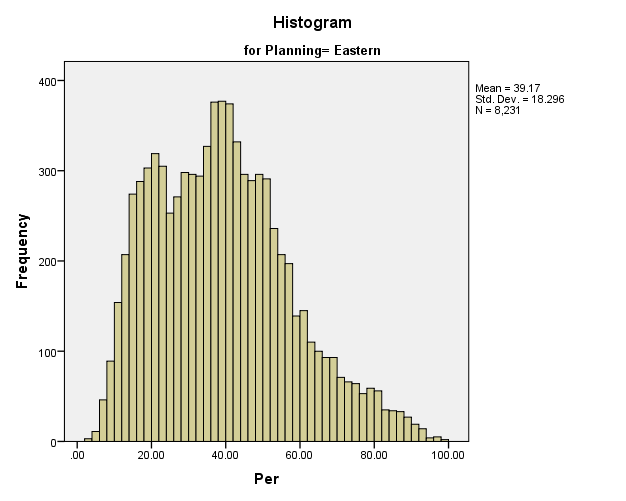 Histogram
for Planning= Eastern
Mean = 39.17
Std. Dev. = 18.296
N = 8,231
400
300
200
100
0
Frequency
.00 20.00 40.00 60.00 80.00 100.00
Per